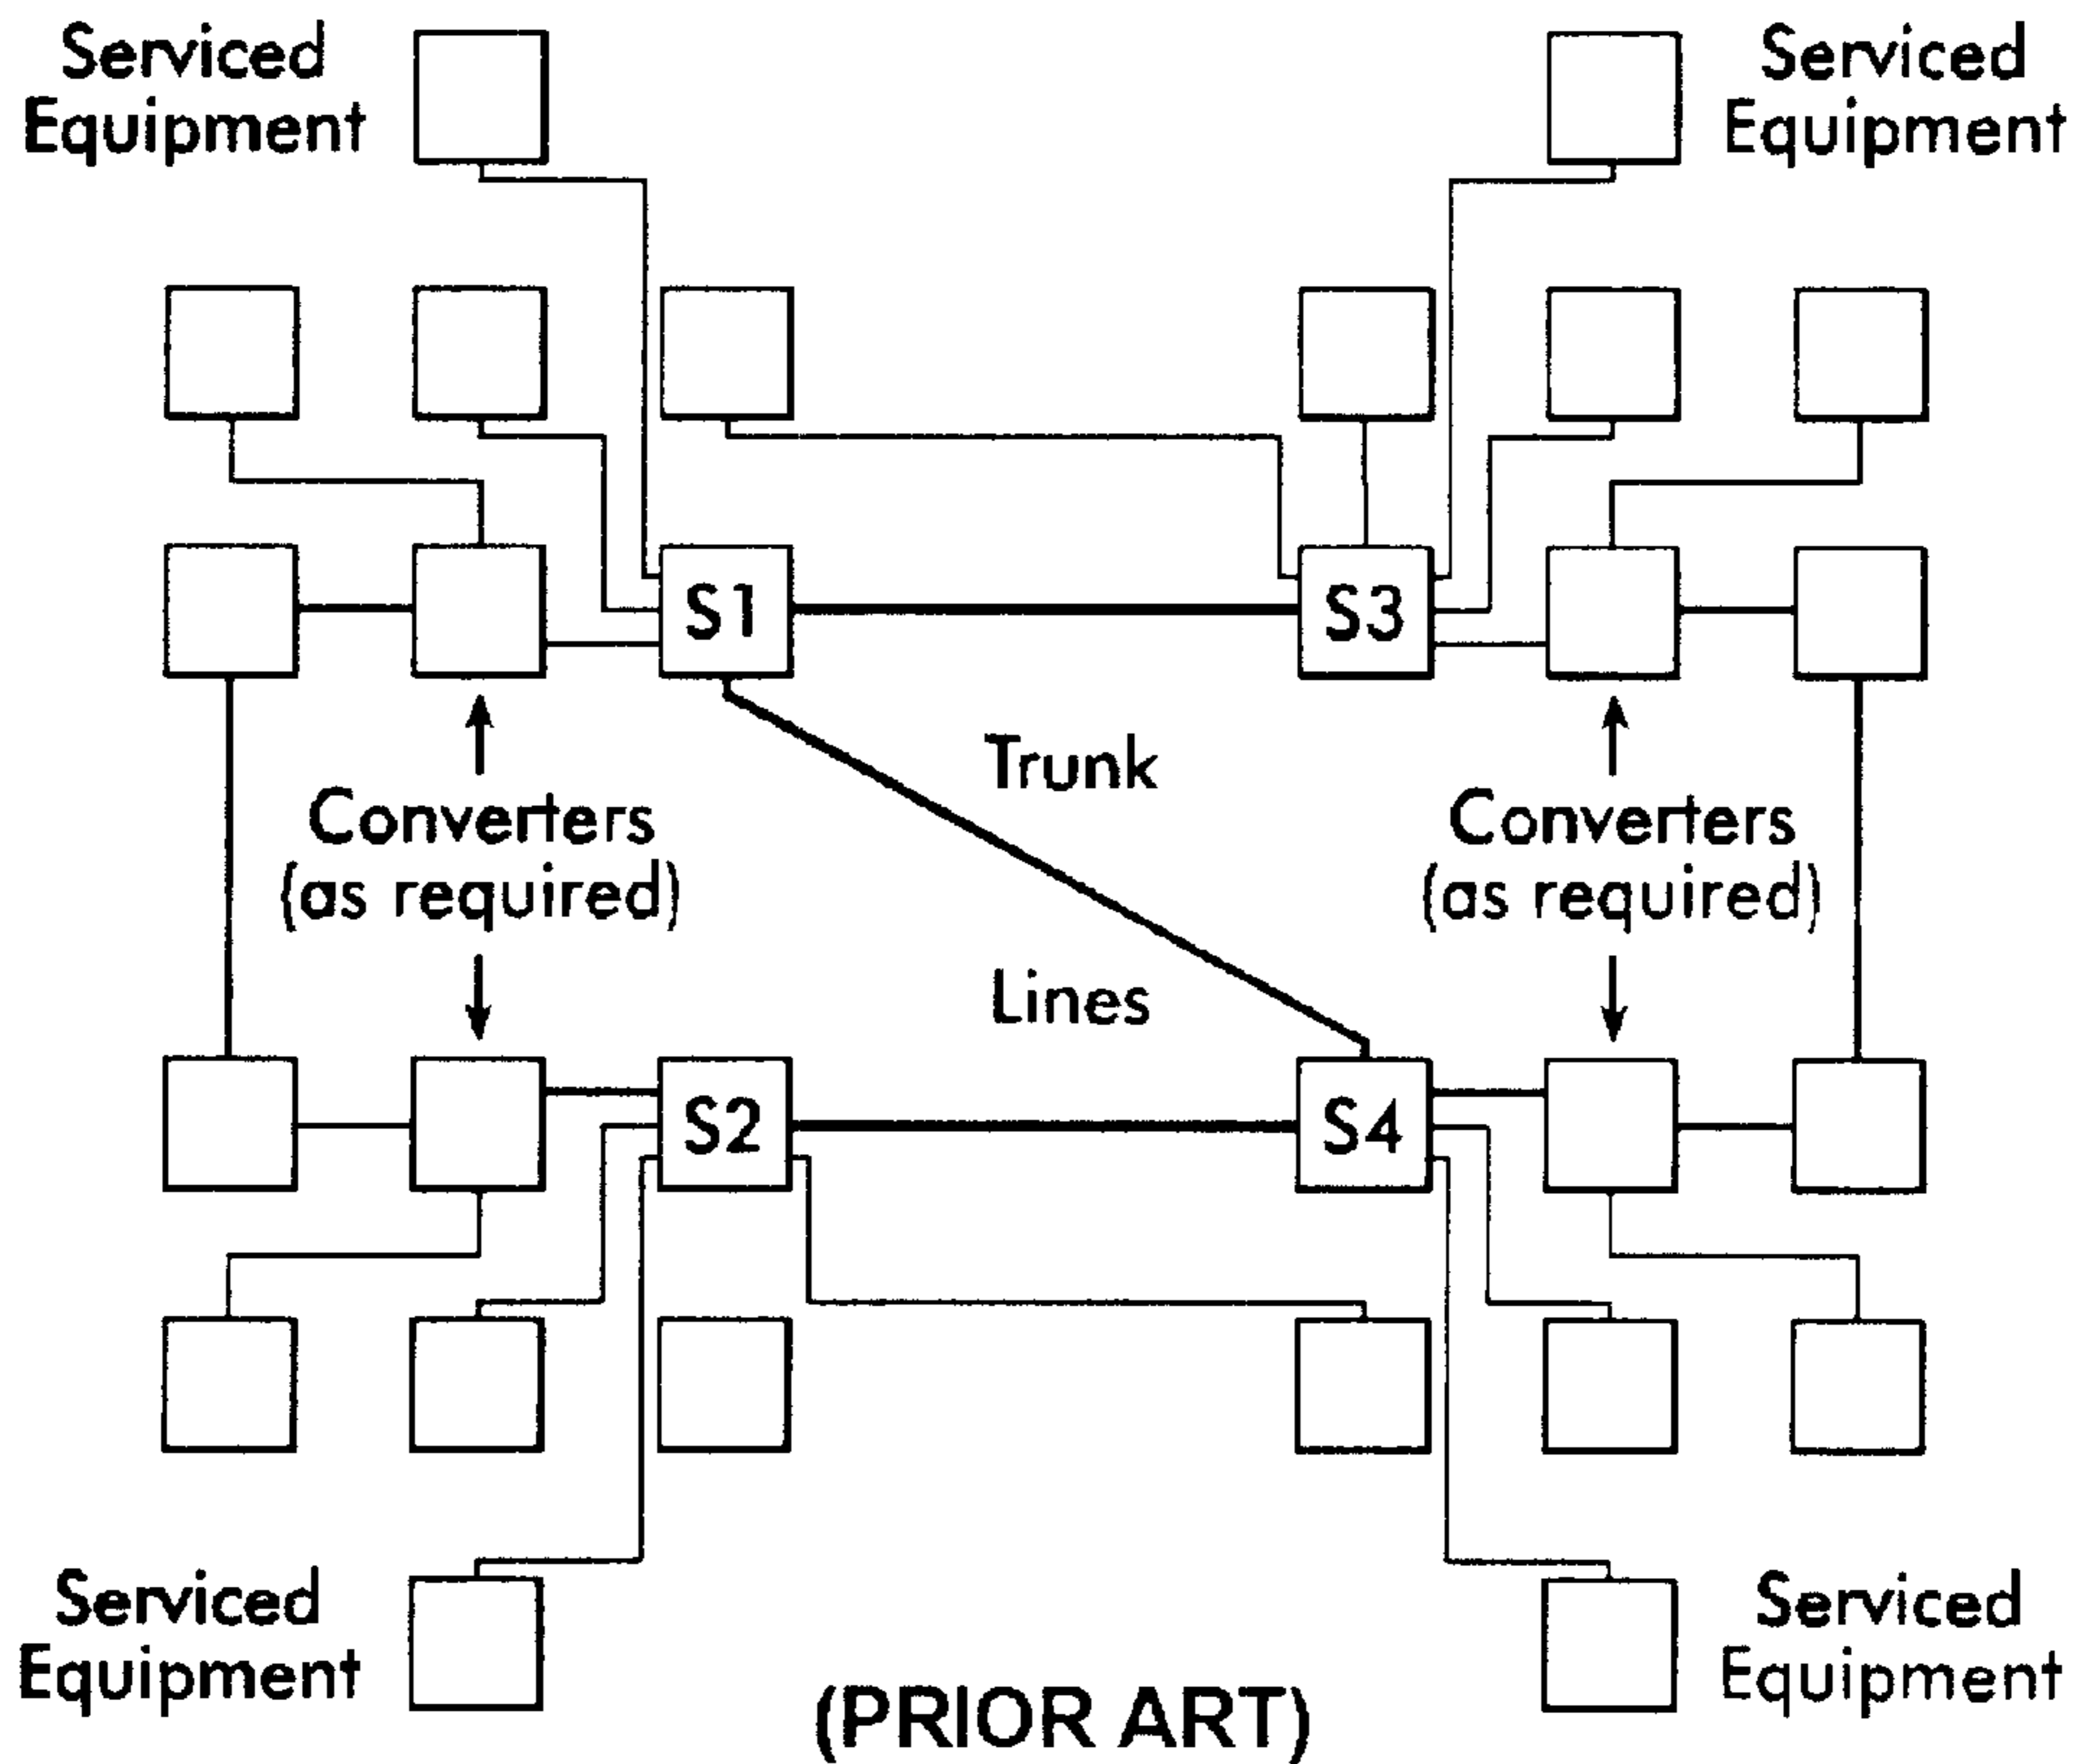 Serviced
Equipment
Serviced
Equipment
S1
S3
Trunk
Converters
(as required)
Converters
(as required)
Lines
S2
S4
Serviced
Equipment
Serviced
Equipment
(PRIOR ART)